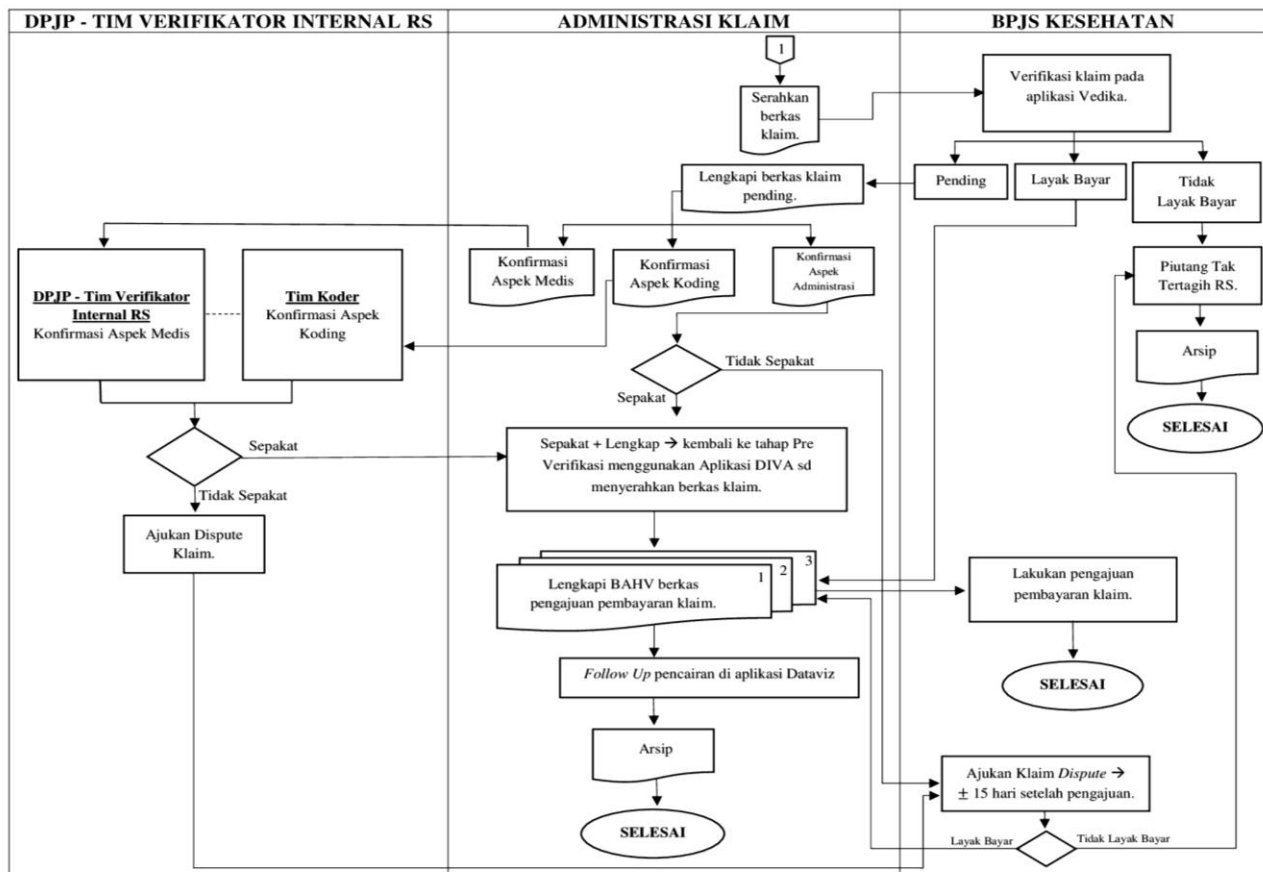 DPJP - TIM VERIFIKATOR INTERNAL RS
ADMINISTRASI KLAIM
BPJS KESEHATAN
1
Serahkan
berkas
klaim.
Verifikasi klaim pada
aplikasi Vedika.
Lengkapi berkas klaim
pending.
Pending
Layak Bayar
Tidak
Layak Bayar
Konfirmasi
Aspek Medis
Konfirmasi
Aspek Koding
Konfirmasi
Aspek
Administrasi
DPJP - Tim Verifikator
Internal RS
Konfirmasi Aspek Medis
Tim Koder
Konfirmasi Aspek
Koding
Piutang Tak
Tertagih RS.
Arsip
SELESAI
Tidak Sepakat
Sepakat
Sepakat
Tidak Sepakat
Sepakat + Lengkap → kembali ke tahap Pre
Verifikasi menggunakan Aplikasi DIVA sd
menyerahkan berkas klaim.
Ajukan Dispute
Klaim.
3
2
1
Lengkapi BAHV berkas
pengajuan pembayaran klaim.
Lakukan pengajuan
pembayaran klaim.
SELESAI
Follow Up pencairan di aplikasi Dataviz
Arsip
SELESAI
Ajukan Klaim Dispute →
± 15 hari setelah pengajuan.
Layak Bayar
Tidak Layak Bayar